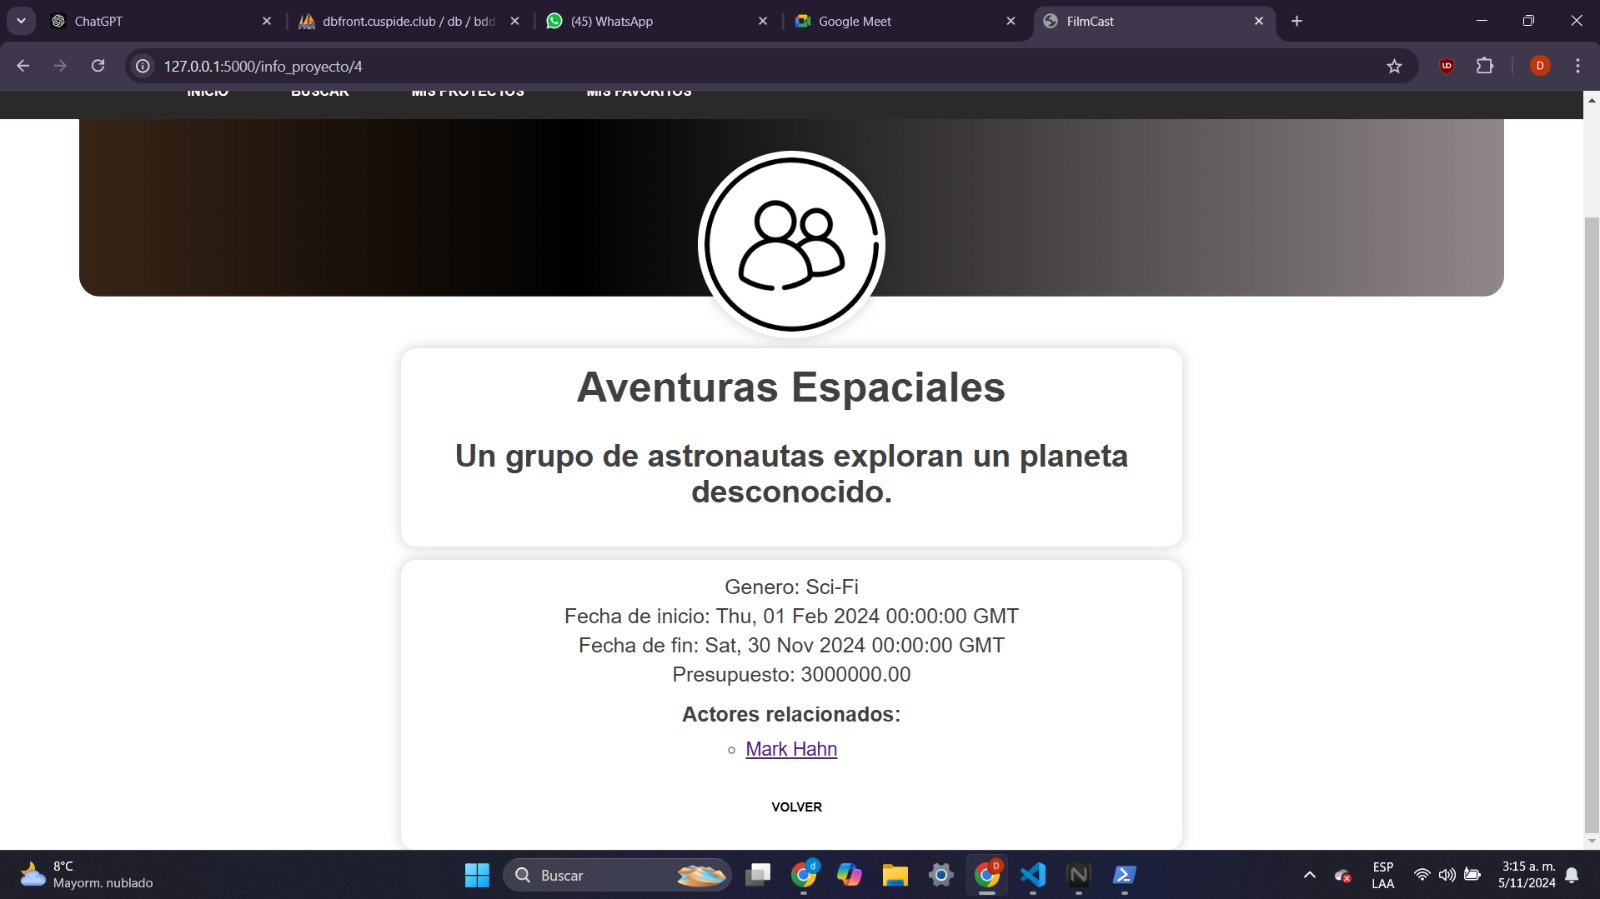 ChatGPT
dbfront.cuspide.club / db / bdd
(45) WhatsApp
Google Meet
FilmCast
127.0.0.1:5000/info_proyecto/4
D
INICIO
BUSCAR
MIS PROYECTOS
MIS FAVORITOS
Aventuras Espaciales
Un grupo de astronautas exploran un planeta
desconocido.
Genero: Sci-Fi
Fecha de inicio: Thu, 01 Feb 2024 00:00:00 GMT
Fecha de fin: Sat, 30 Nov 2024 00:00:00 GMT
Presupuesto: 3000000.00
Actores relacionados:
Mark Hahn
VOLVER
8°C
Mayorm. nublado
Buscar
d
D
N
ESP
LAA
3:15 a. m.
5/11/2024